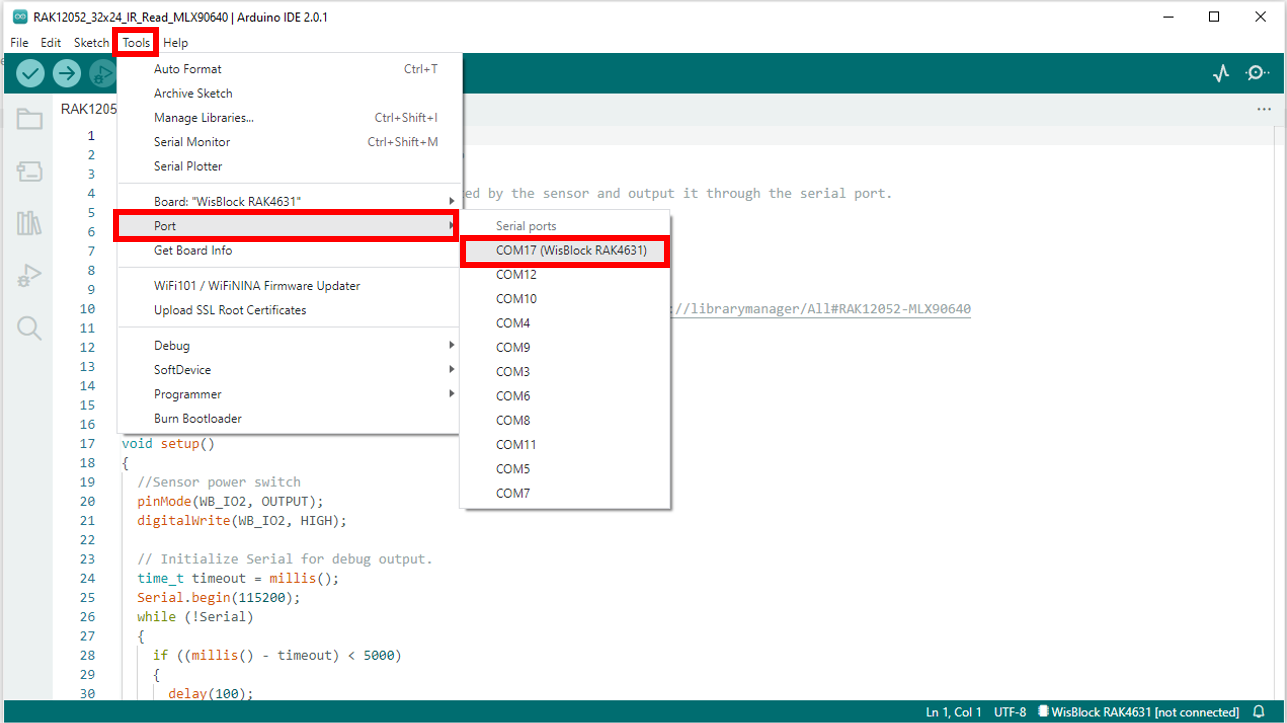 RAK12052_32x24_IR_Read_MLX90640 | Arduino IDE 2.0.1
File Edit Sketch Tools Help
Auto Format Ctrl+T
Archive Sketch
Manage Libraries... Ctrl+Shift+I
Serial Monitor Ctrl+Shift+M
Serial Plotter
Board: "WisBlock RAK4631"
Port
Get Board Info
WiFi101 / WiFiNINA Firmware Updater
Upload SSL Root Certificates
Debug
SoftDevice
Programmer
Burn Bootloader
Serial ports
COM17 (WisBlock RAK4631)
COM12
COM10
COM4
COM9
COM3
COM6
COM8
COM11
COM5
COM7
RAK1205
...
1
2
3
4 ed by the sensor and output it through the serial port.
5
6
7
8
9
10 ://librarymanager/All#RAK12052-MLX90640
11
12
13
14
15
16
17 void setup()
18 {
19 //Sensor power switch
20 pinMode(WB_IO2, OUTPUT);
21 digitalWrite(WB_IO2, HIGH);
22
23 // Initialize Serial for debug output.
24 time_t timeout = millis();
25 Serial.begin(115200);
26 while (!Serial)
27 {
28 if ((millis() - timeout) < 5000)
29 {
30 delay(100);
Ln 1, Col 1 UTF-8 WisBlock RAK4631 [not connected]